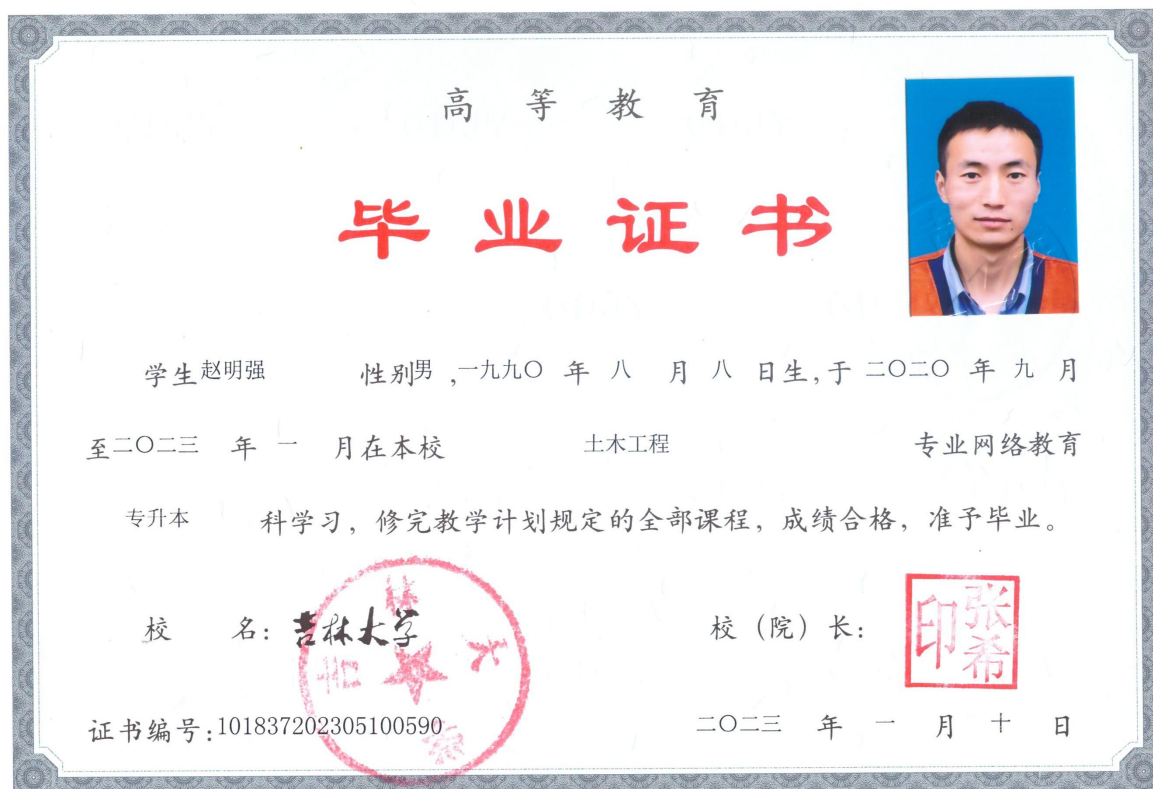 高等教育
毕业证书
学生赵明强 性别男,一九九〇年八月八日生,于二〇二〇年九月
至二〇二三年一月在本校 土木工程 专业网络教育
专升本 科学习，修完教学计划规定的全部课程，成绩合格，准予毕业。
校 名：吉林大学 校（院）长：张希印
吉林大学
证书编号:101837202305100590 二〇二三年一月十日